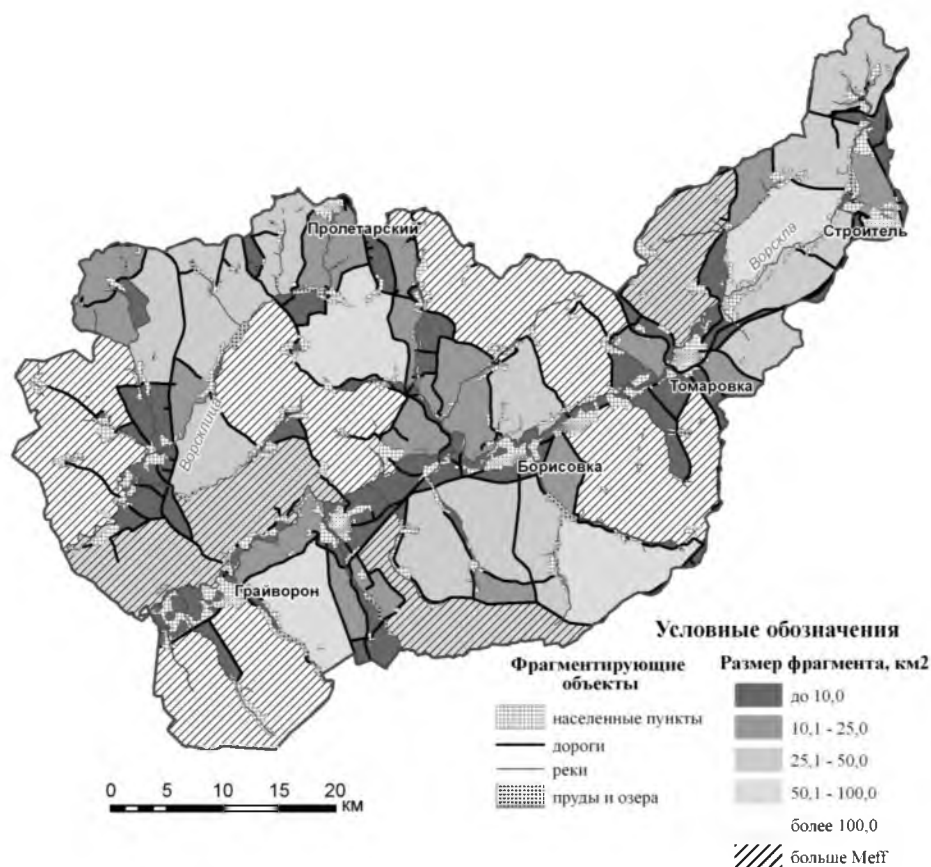 Строитель
Ворскла
Пролетарский
Томаровка
Ворсклица
Борисовка
Грайворон
Условные обозначения
Фрагментирующие
объекты
населенные пункты
дороги
реки
пруды и озера
Размер фрагмента, км2
до 10,0
10,1 - 25,0
25,1 - 50,0
50,1 - 100,0
более 100,0
больше Meff
0 5 10 15 20
КМ